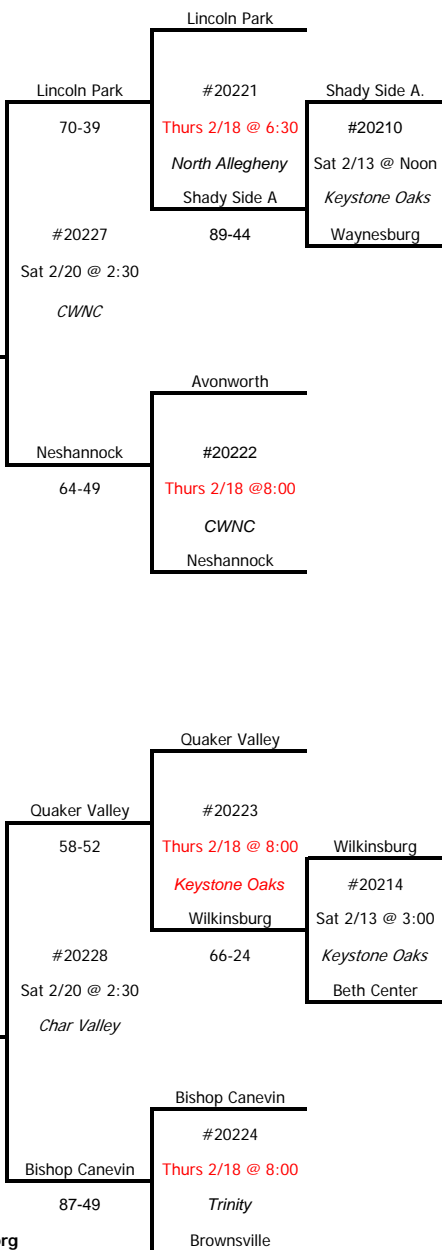 Lincoln Park
Lincoln Park
#20221
Shady Side A.
70-39
Thurs 2/18 @ 6:30
#20210
North Allegheny
Sat 2/13 @ Noon
Shady Side A
Keystone Oaks
#20227
89-44
Waynesburg
Sat 2/20 @ 2:30
CWNC
Avonworth
Neshannock
#20222
64-49
Thurs 2/18 @8:00
CWNC
Neshannock
Quaker Valley
Quaker Valley
#20223
58-52
Thurs 2/18 @ 8:00
Wilkinsburg
Keystone Oaks
#20214
Wilkinsburg
Sat 2/13 @ 3:00
#20228
66-24
Keystone Oaks
Sat 2/20 @ 2:30
Beth Center
Char Valley
Bishop Canevin
#20224
Bishop Canevin
Thurs 2/18 @ 8:00
87-49
Trinity
rg
Brownsville